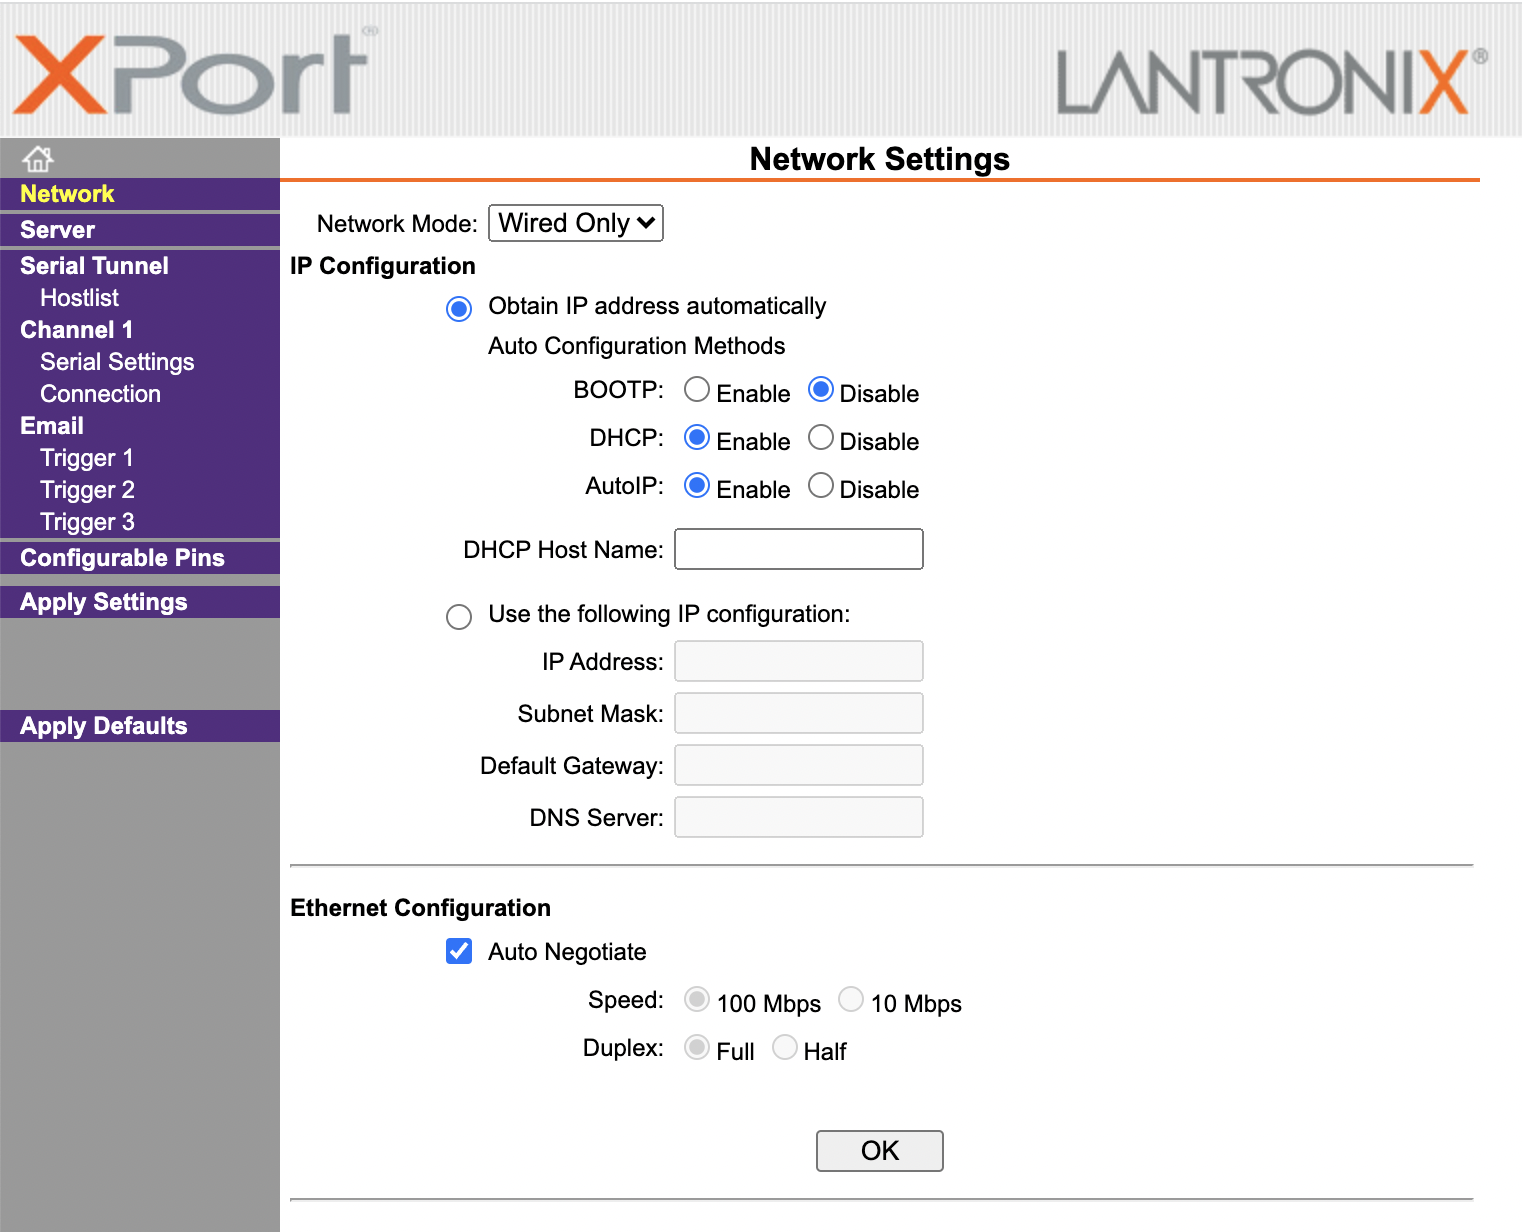 XPort®
LANTRONIX®
Network Settings
Network
Server
Serial Tunnel
Hostlist
Channel 1
Serial Settings
Connection
Email
Trigger 1
Trigger 2
Trigger 3
Configurable Pins
Apply Settings
Apply Defaults
Network Mode: Wired Only
IP Configuration
Obtain IP address automatically
Auto Configuration Methods
BOOTP: Enable Disable
DHCP: Enable Disable
AutoIP: Enable Disable
DHCP Host Name:
Use the following IP configuration:
IP Address:
Subnet Mask:
Default Gateway:
DNS Server:
Ethernet Configuration
Auto Negotiate
Speed: 100 Mbps 10 Mbps
Duplex: Full Half
OK